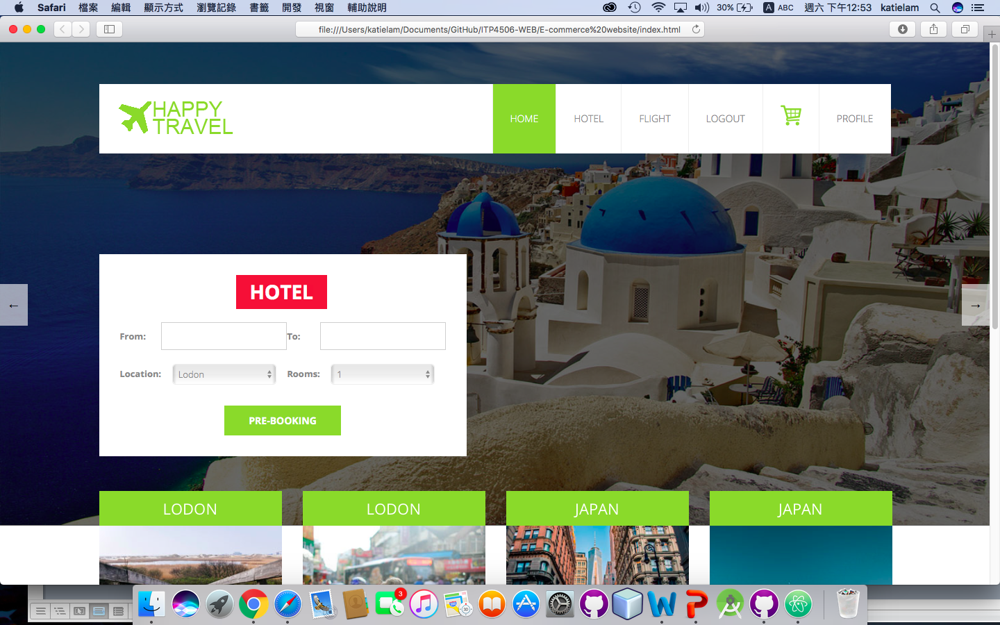 Safari 檔案 編輯 顯示方式 瀏覽記錄 書籤 開發 視窗 輔助說明 30% A ABC 週六 下午12:53 katielam
file:///Users/katielam/Documents/GitHub/ITP4506-WEB/E-commerce%20website/index.html
HAPPY
TRAVEL
HOME HOTEL FLIGHT LOGOUT PROFILE
HOTEL
← →
From: To:
Location: Lodon Rooms: 1
PRE-BOOKING
LODON LODON JAPAN JAPAN
3